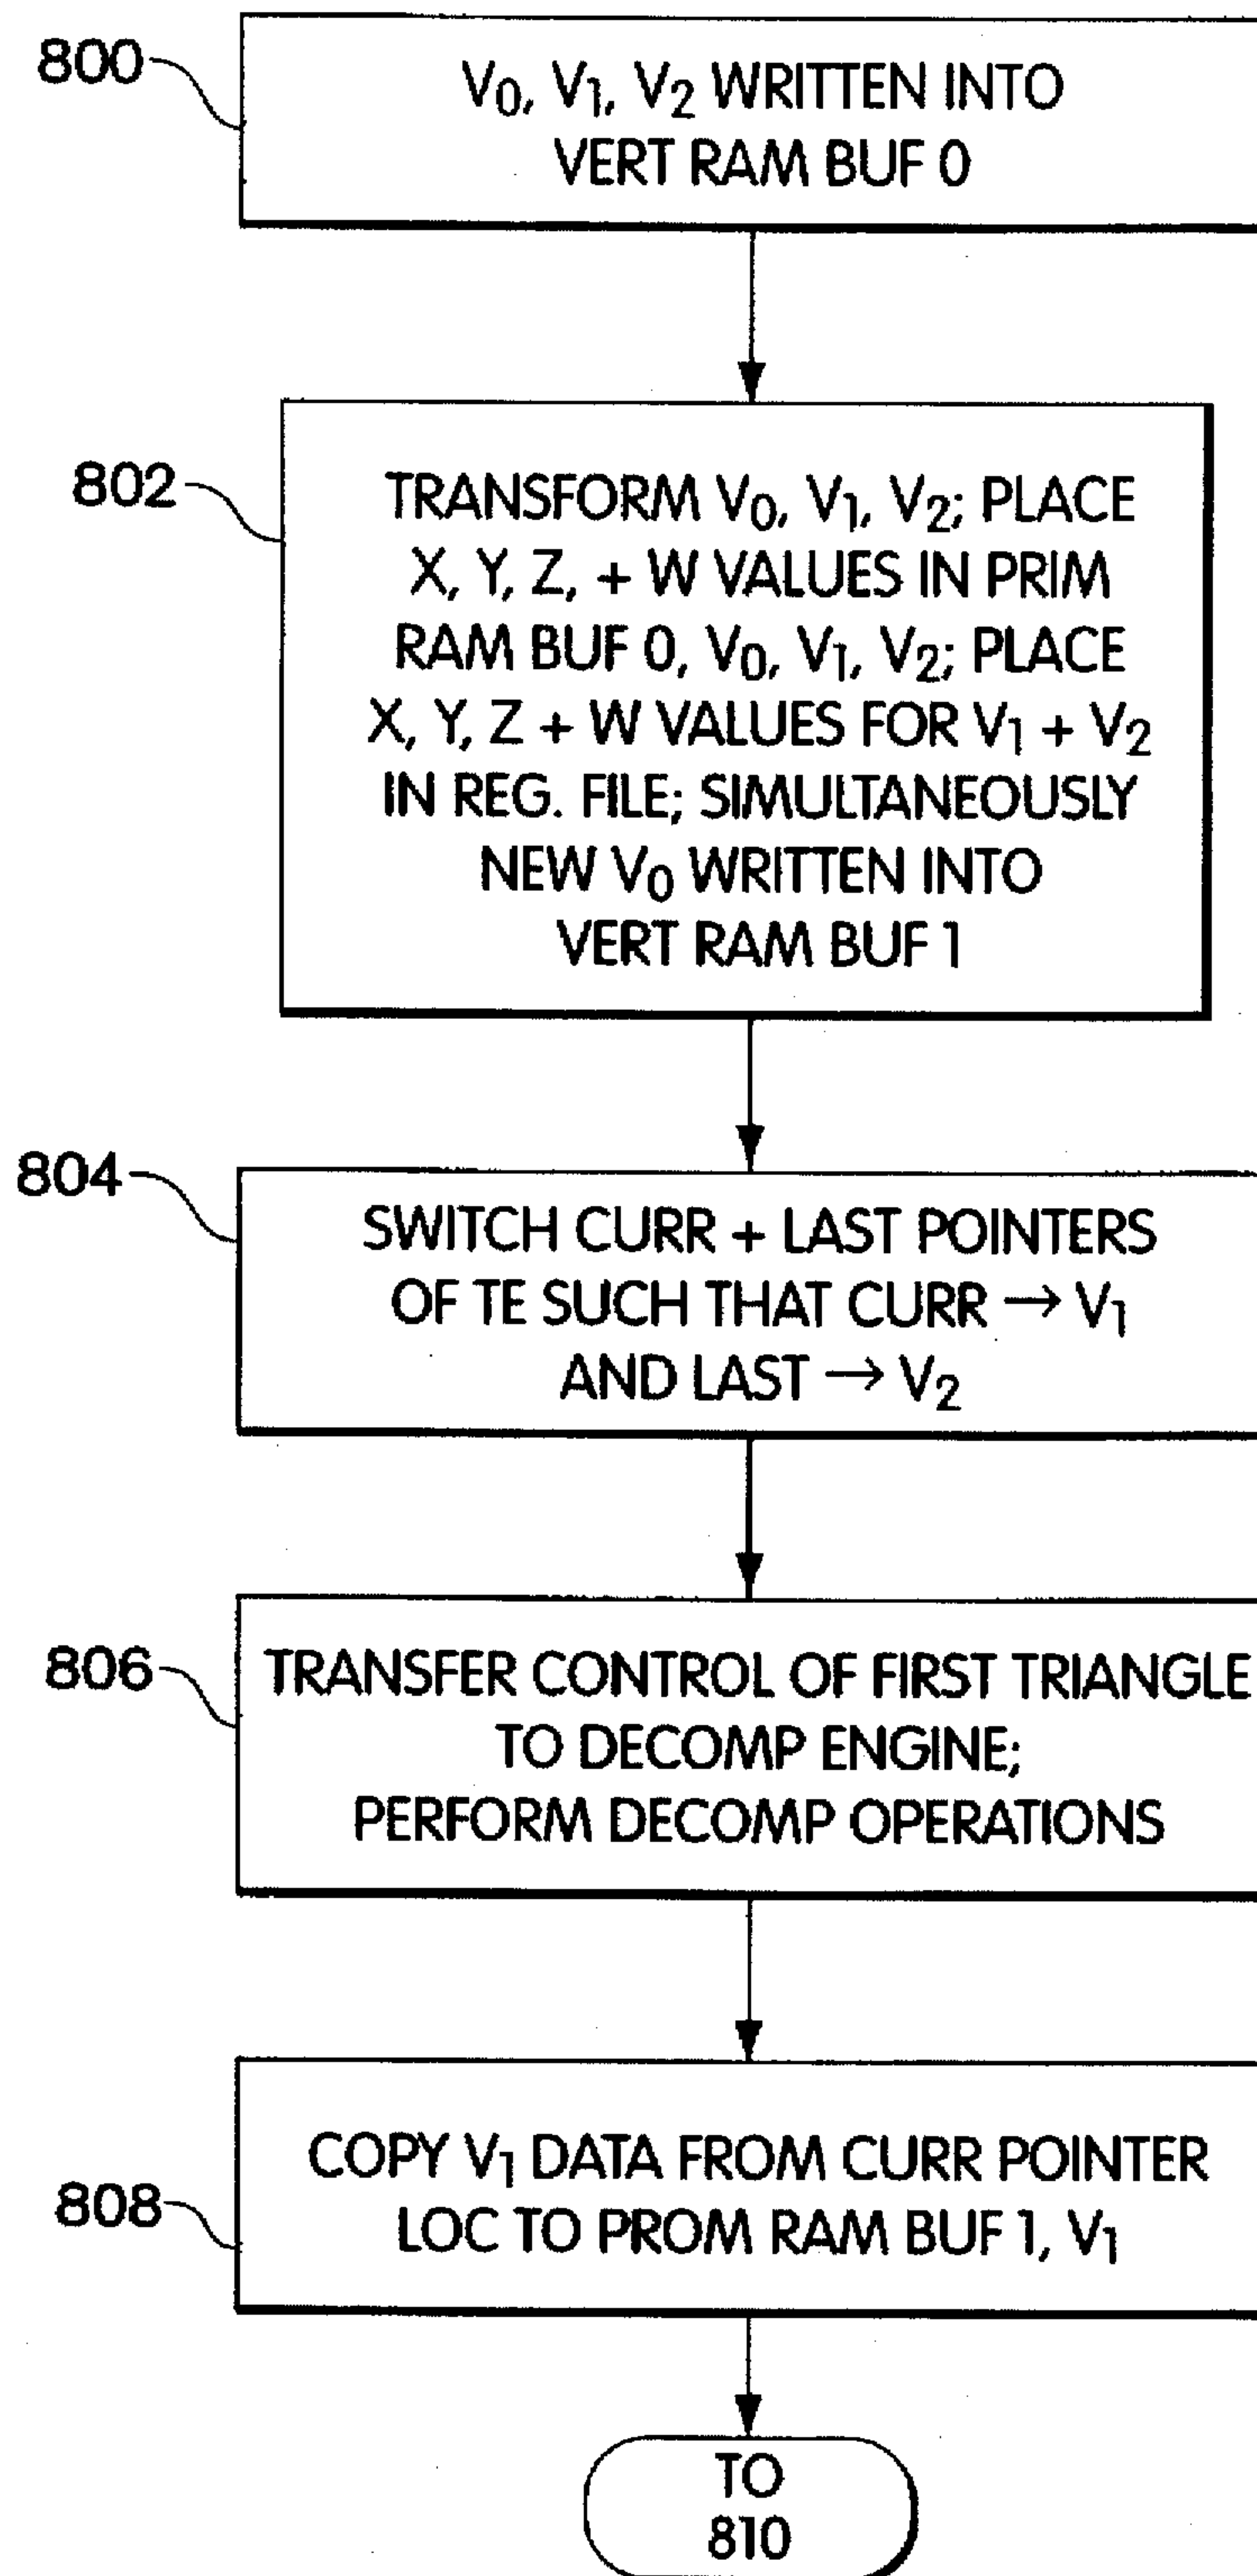 800
V0, V1, V2 WRITTEN INTO
VERT RAM BUF 0
802
TRANSFORM V0, V1, V2; PLACE
X, Y, Z, + W VALUES IN PRIM
RAM BUF 0, V0, V1, V2; PLACE
X, Y, Z + W VALUES FOR V1 + V2
IN REG. FILE; SIMULTANEOUSLY
NEW V0 WRITTEN INTO
VERT RAM BUF 1
804
SWITCH CURR + LAST POINTERS
OF TE SUCH THAT CURR → V1
AND LAST → V2
806
TRANSFER CONTROL OF FIRST TRIANGLE
TO DECOMP ENGINE;
PERFORM DECOMP OPERATIONS
808
COPY V1 DATA FROM CURR POINTER
LOC TO PROM RAM BUF 1, V1
TO
810